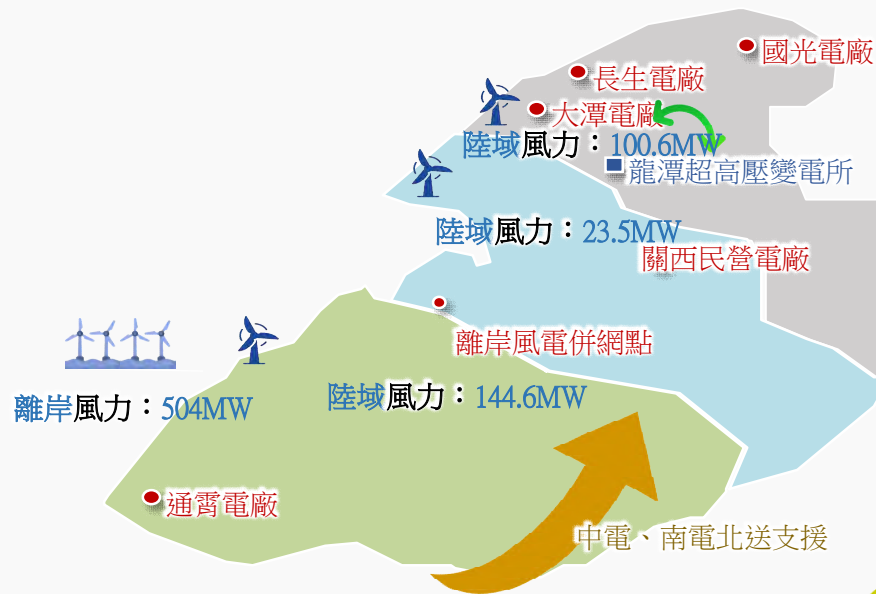 國光電廠
長生電廠
大潭電廠
陸域風力：100.6MW
龍潭超高壓變電所
陸域風力：23.5MW
關西民營電廠
離岸風電併網點
離岸風力：504MW
陸域風力：144.6MW
通霄電廠
中電、南電北送支援